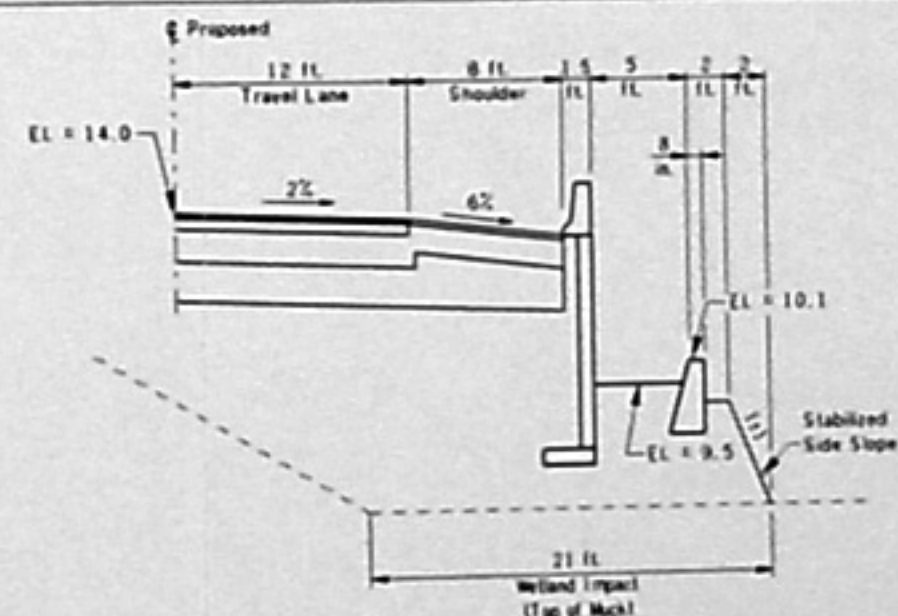 ℄ Proposed
12 ft.
Travel Lane
8 ft.
Shoulder
1.5
ft.
5
ft.
2
ft.
2
ft.
8
in.
EL = 14.0
2%
6%
EL = 10.1
EL = 9.5
Stabilized
Side Slope
21 ft.
Wetland Impact
(Top of Muck)